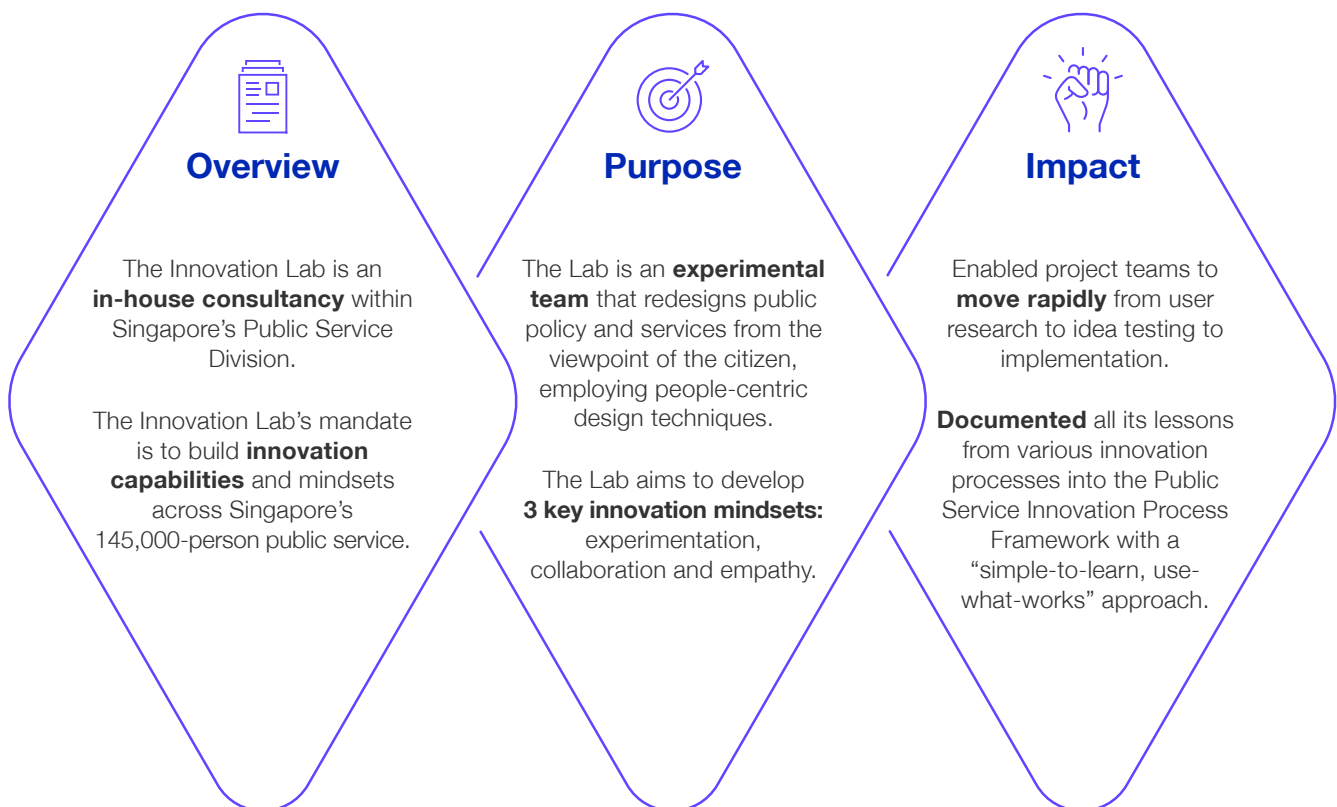 Overview
The Innovation Lab is an
in-house consultancy within
Singapore’s Public Service
Division.
The Innovation Lab’s mandate
is to build innovation
capabilities and mindsets
across Singapore’s
145,000-person public service.
Purpose
The Lab is an experimental
team that redesigns public
policy and services from the
viewpoint of the citizen,
employing people-centric
design techniques.
The Lab aims to develop
3 key innovation mindsets:
experimentation,
collaboration and empathy.
Impact
Enabled project teams to
move rapidly from user
research to idea testing to
implementation.
Documented all its lessons
from various innovation
processes into the Public
Service Innovation Process
Framework with a
“simple-to-learn, use-
what-works” approach.